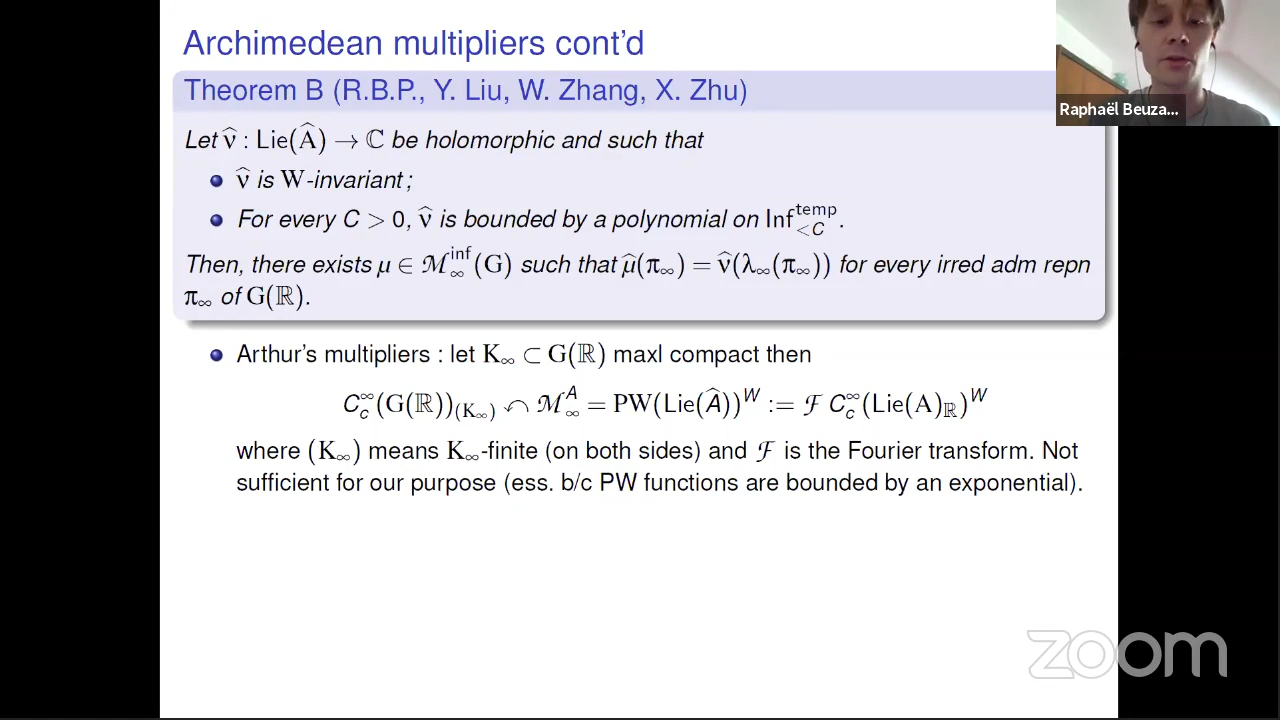 Archimedean multipliers cont'd
Theorem B (R.B.P., Y. Liu, W. Zhang, X. Zhu)
Raphaël Beuza...
Let ν̂ : Lie(Â) → ℂ be holomorphic and such that
ν̂ is W-invariant ;
For every C > 0, ν̂ is bounded by a polynomial on Inf^temp_<C.
Then, there exists μ ∈ ℳ^inf_∞(G) such that μ̂(π_∞) = ν̂(λ_∞(π_∞)) for every irred adm repn
π_∞ of G(ℝ).
Arthur's multipliers : let K_∞ ⊂ G(ℝ) maxl compact then
C_c^∞(G(ℝ))_(K_∞) ↶ ℳ_∞^A = PW(Lie(Â))^W := ℱ C_c^∞(Lie(A)_ℝ)^W
where (K_∞) means K_∞-finite (on both sides) and ℱ is the Fourier transform. Not
sufficient for our purpose (ess. b/c PW functions are bounded by an exponential).
zoom